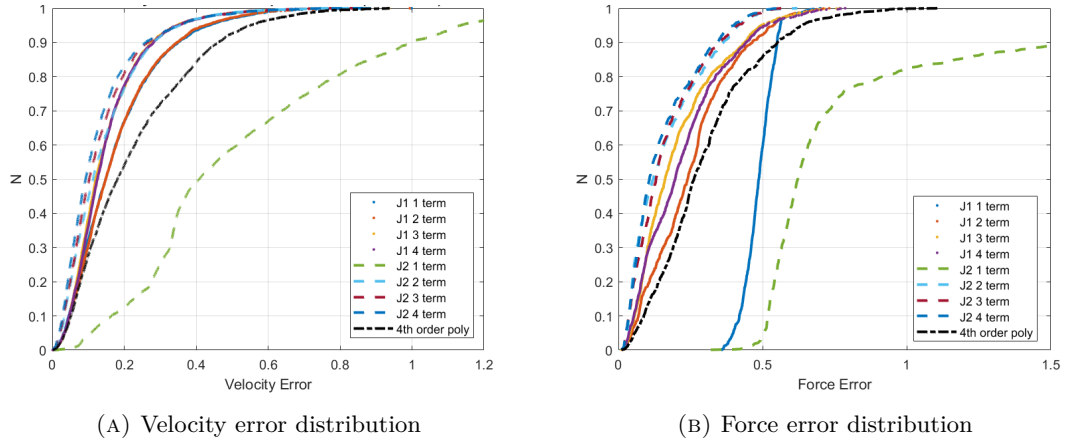 1
0.9
0.8
0.7
0.6
0.5
0.4
0.3
0.2
0.1
0
N
0 0.2 0.4 0.6 0.8 1 1.2
Velocity Error
J1 1 term
J1 2 term
J1 3 term
J1 4 term
J2 1 term
J2 2 term
J2 3 term
J2 4 term
4th order poly
(A) Velocity error distribution
1
0.9
0.8
0.7
0.6
0.5
0.4
0.3
0.2
0.1
0
N
0 0.5 1 1.5
Force Error
J1 1 term
J1 2 term
J1 3 term
J1 4 term
J2 1 term
J2 2 term
J2 3 term
J2 4 term
4th order poly
(B) Force error distribution